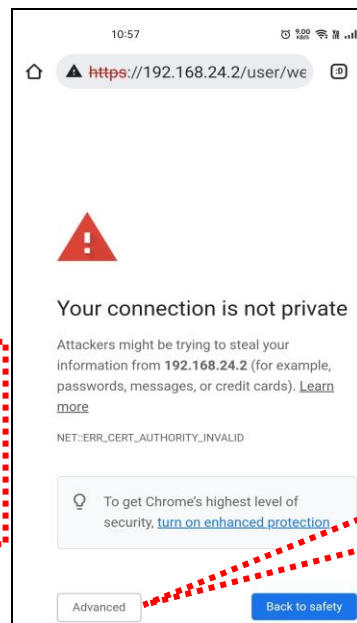 10:57 9.00 KB/S
https://192.168.24.2/user/we :D
Your connection is not private
Attackers might be trying to steal your
information from 192.168.24.2 (for example,
passwords, messages, or credit cards). Learn
more
NET::ERR_CERT_AUTHORITY_INVALID
To get Chrome's highest level of
security, turn on enhanced protection
Advanced Back to safety